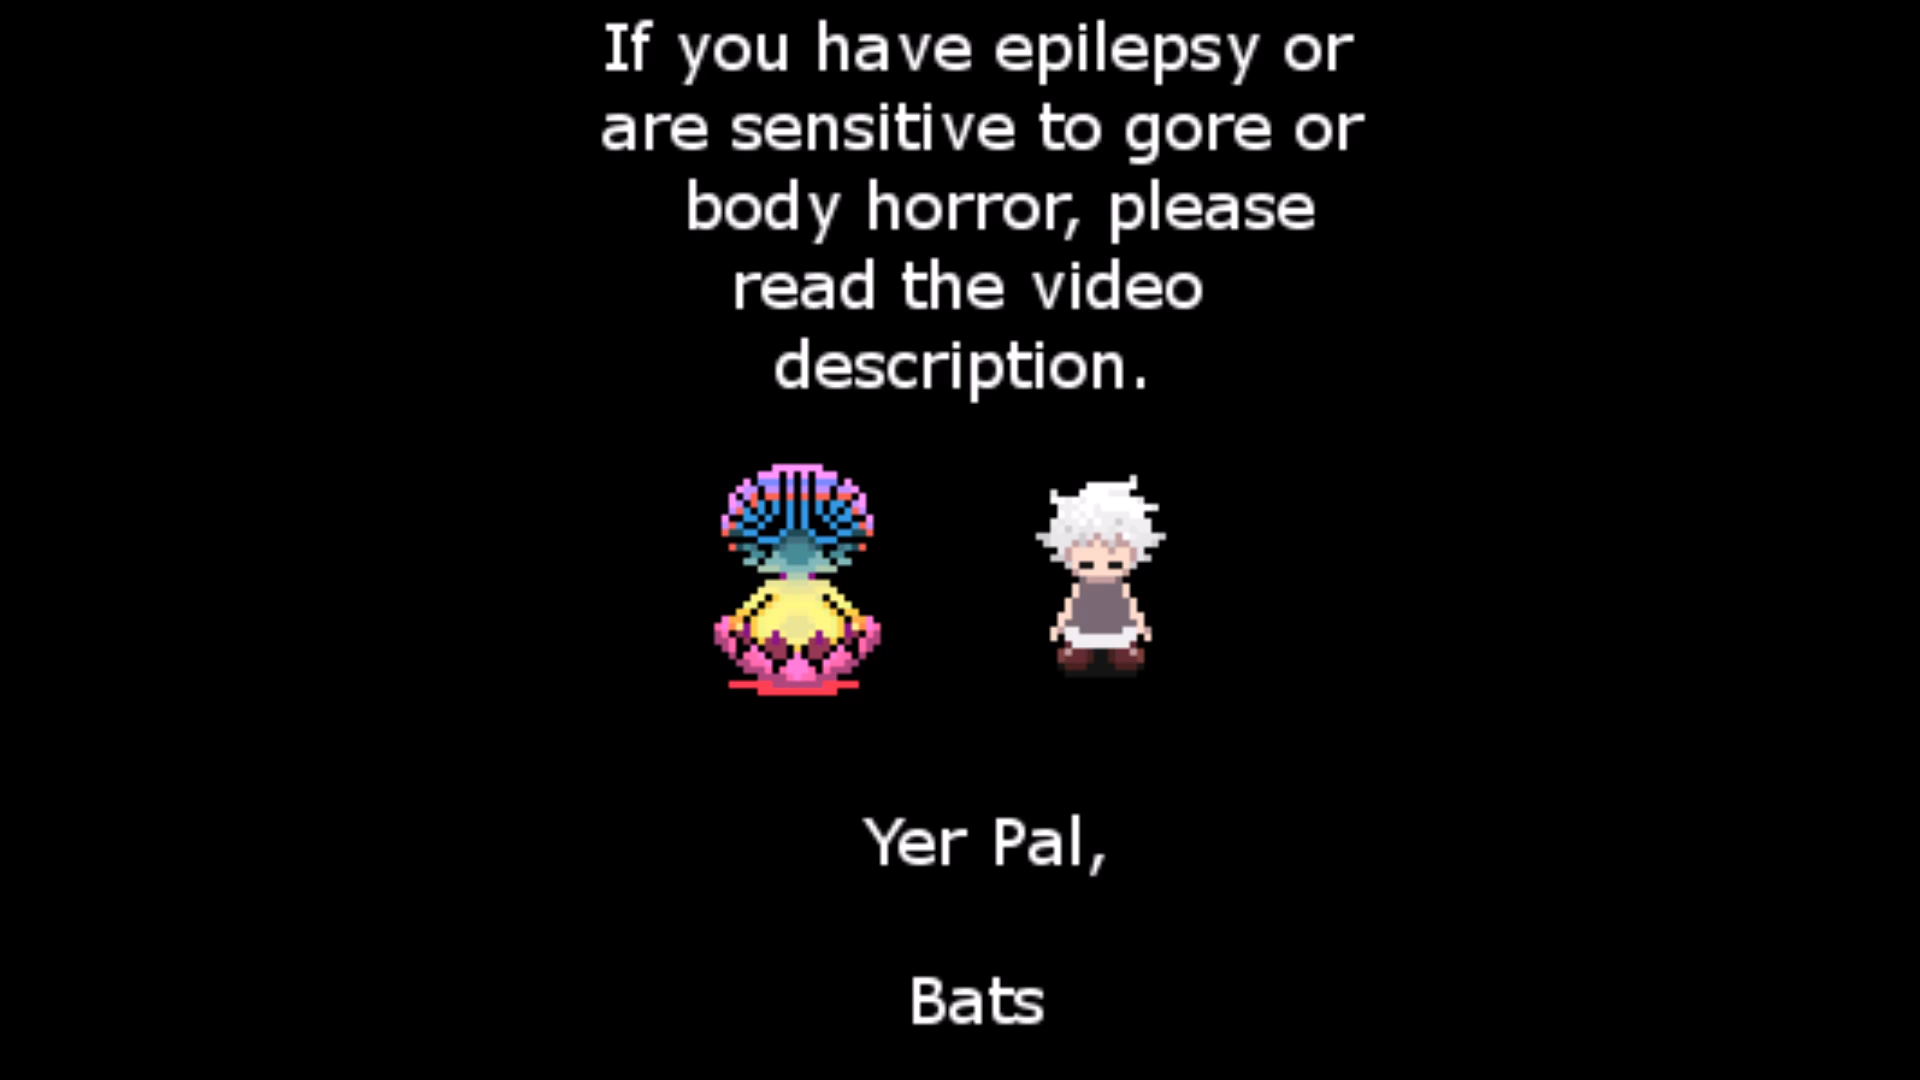 If you have epilepsy or
are sensitive to gore or
body horror, please
read the video
description.
Yer Pal,
Bats